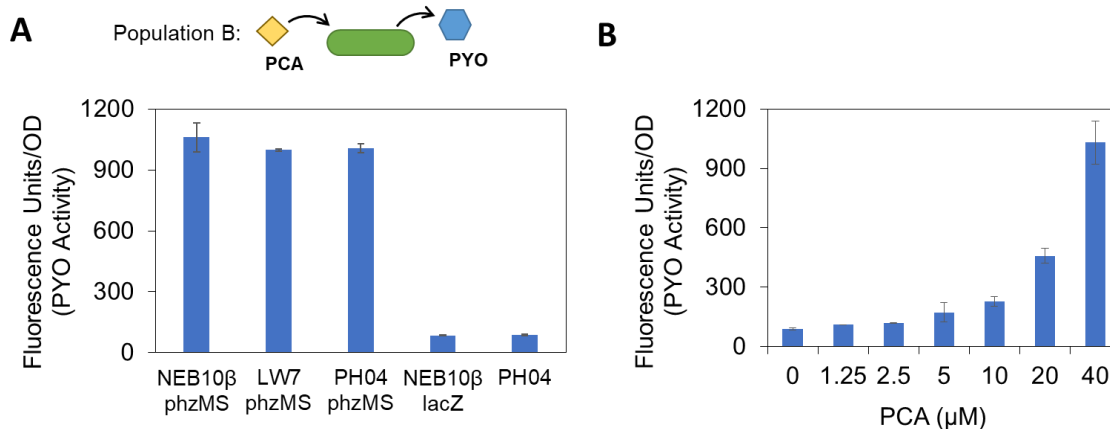 A
Population B:
PCA
PYO
Fluorescence Units/OD
(PYO Activity)
1200
900
600
300
0
NEB10β
phzMS
LW7
phzMS
PH04
phzMS
NEB10β
lacZ
PH04
B
Fluorescence Units/OD
(PYO Activity)
1200
900
600
300
0
0 1.25 2.5 5 10 20 40
PCA (µM)